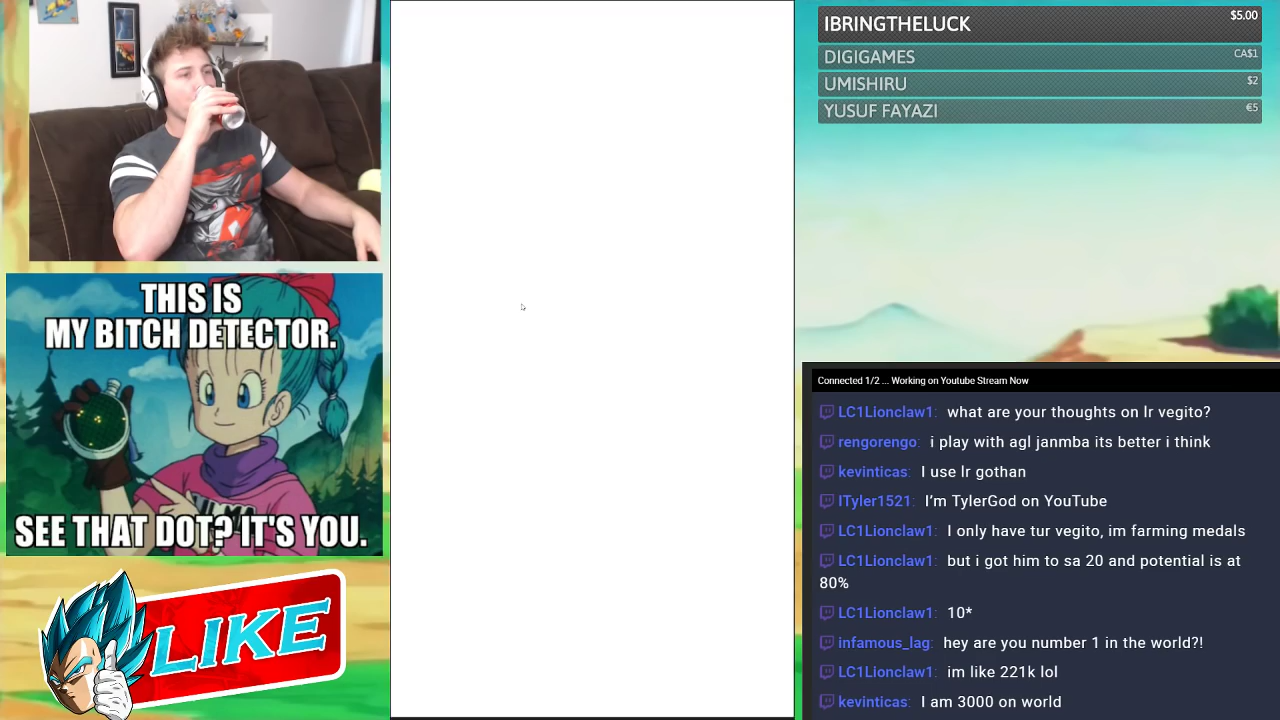 THIS IS
MY BITCH DETECTOR.
SEE THAT DOT? IT'S YOU.
LIKE
IBRINGTHELUCK $5.00
DIGIGAMES CA$1
UMISHIRU $2
YUSUF FAYAZI €5
Connected 1/2 ... Working on Youtube Stream Now
LC1Lionclaw1: what are your thoughts on lr vegito?
rengorengo: i play with agl janmba its better i think
kevinticas: I use lr gothan
ITyler1521: I’m TylerGod on YouTube
LC1Lionclaw1: I only have tur vegito, im farming medals
LC1Lionclaw1: but i got him to sa 20 and potential is at
80%
LC1Lionclaw1: 10*
infamous_lag: hey are you number 1 in the world?!
LC1Lionclaw1: im like 221k lol
kevinticas: I am 3000 on world